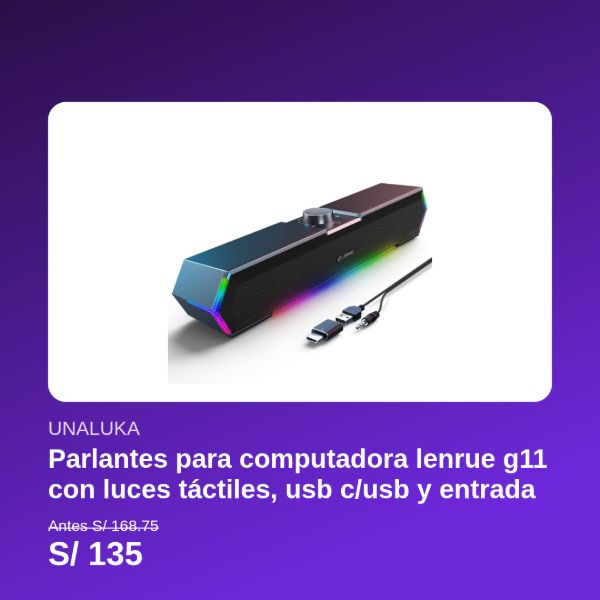 UNALUKA
Parlantes para computadora lenrue g11
con luces táctiles, usb c/usb y entrada
Antes S/ 168.75
S/ 135